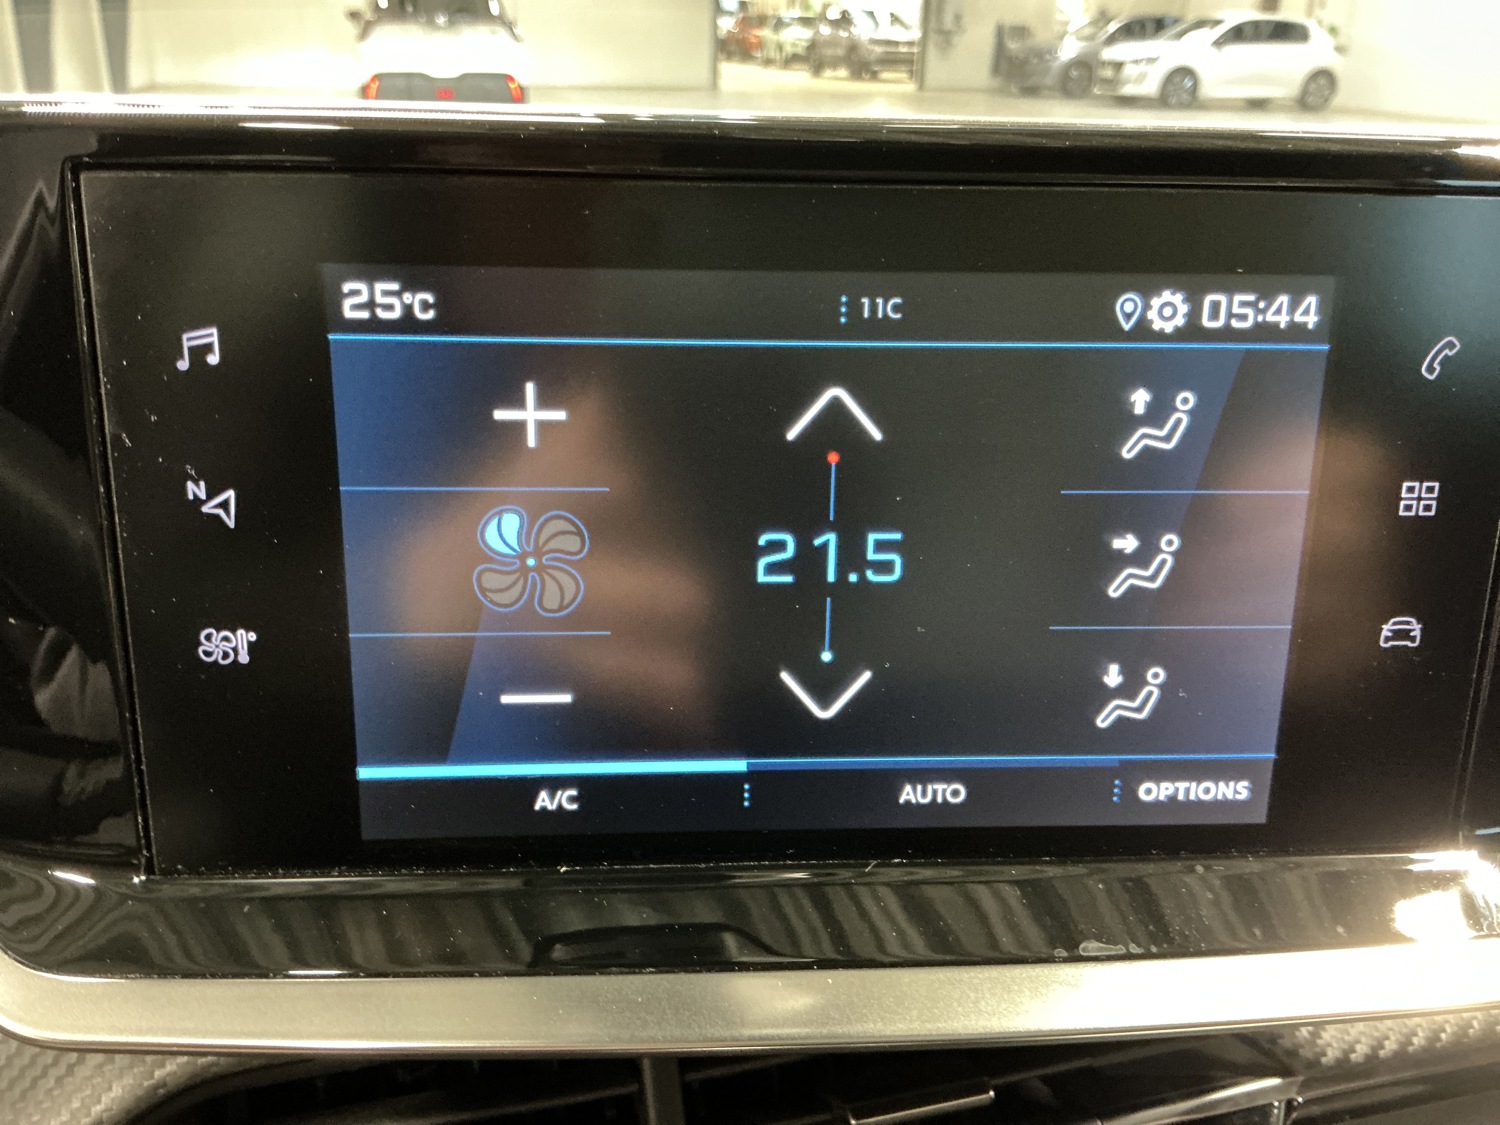 25°C
11C
05:44
N
21.5
A/C
AUTO
OPTIONS